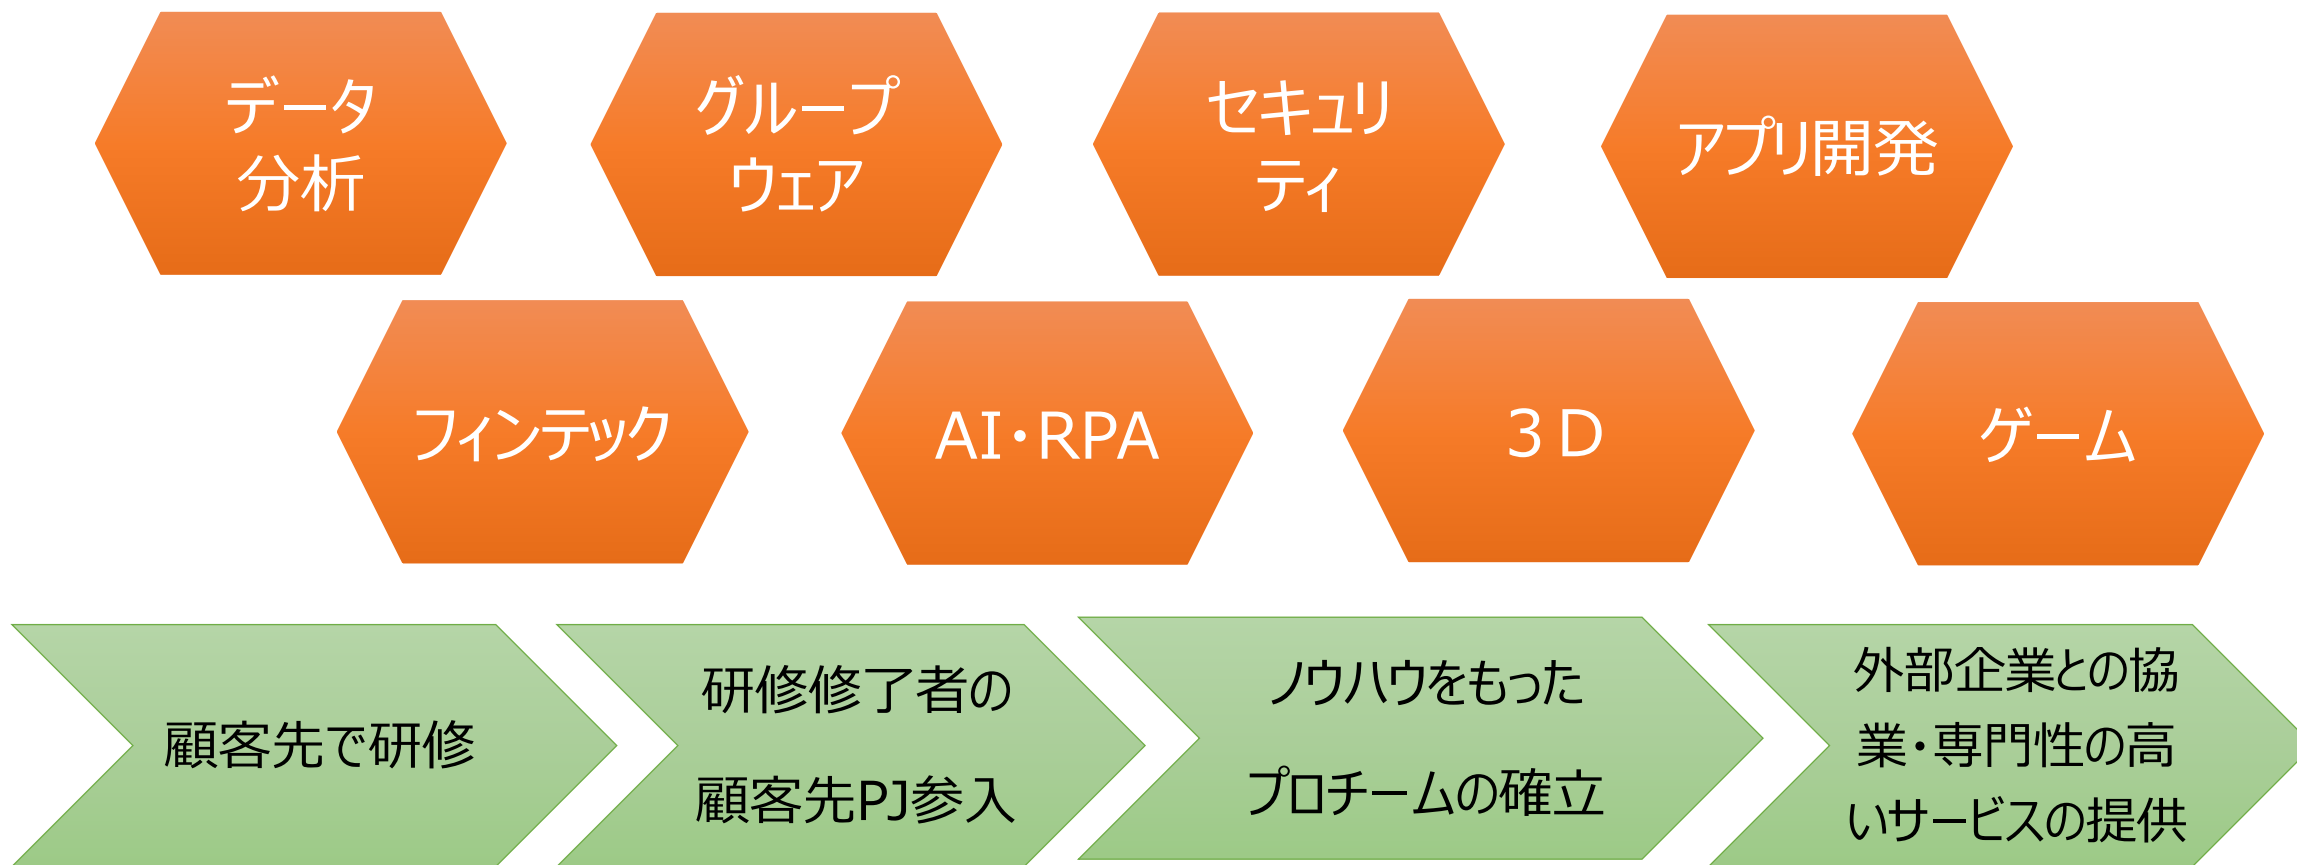 データ
分析
グループ
ウェア
セキュリ
ティ
アプリ開発
フィンテック
AI・RPA
３Ｄ
ゲーム
顧客先で研修
研修修了者の
顧客先PJ参入
ノウハウをもった
プロチームの確立
外部企業との協
業・専門性の高
いサービスの提供